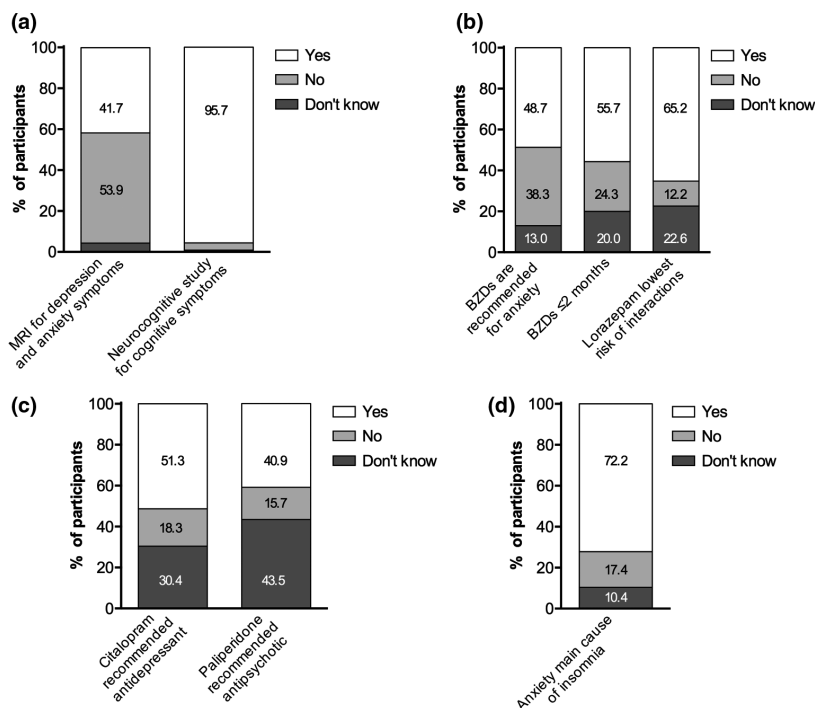 (a)
% of participants
100
80
60
40
20
0
41.7
53.9
95.7
Yes
No
Don't know
MRI for depression
and anxiety symptoms
Neurocognitive study
for cognitive symptoms
(b)
% of participants
100
80
60
40
20
0
48.7
38.3
13.0
55.7
24.3
20.0
65.2
12.2
22.6
Yes
No
Don't know
BZDs are
recommended
for anxiety
BZDs ≤2 months
Lorazepam lowest
risk of interactions
(c)
% of participants
100
80
60
40
20
0
51.3
18.3
30.4
40.9
15.7
43.5
Yes
No
Don't know
Citalopram
recommended
antidepressant
Paliperidone
recommended
antipsychotic
(d)
% of participants
100
80
60
40
20
0
72.2
17.4
10.4
Yes
No
Don't know
Anxiety main cause
of insomnia